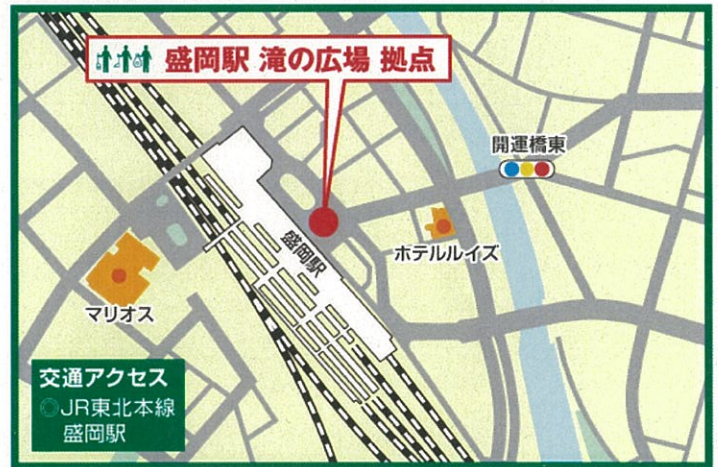 盛岡駅 滝の広場 拠点
開運橋東
盛岡駅
ホテルルイズ
マリオス
交通アクセス
◎JR東北本線
盛岡駅